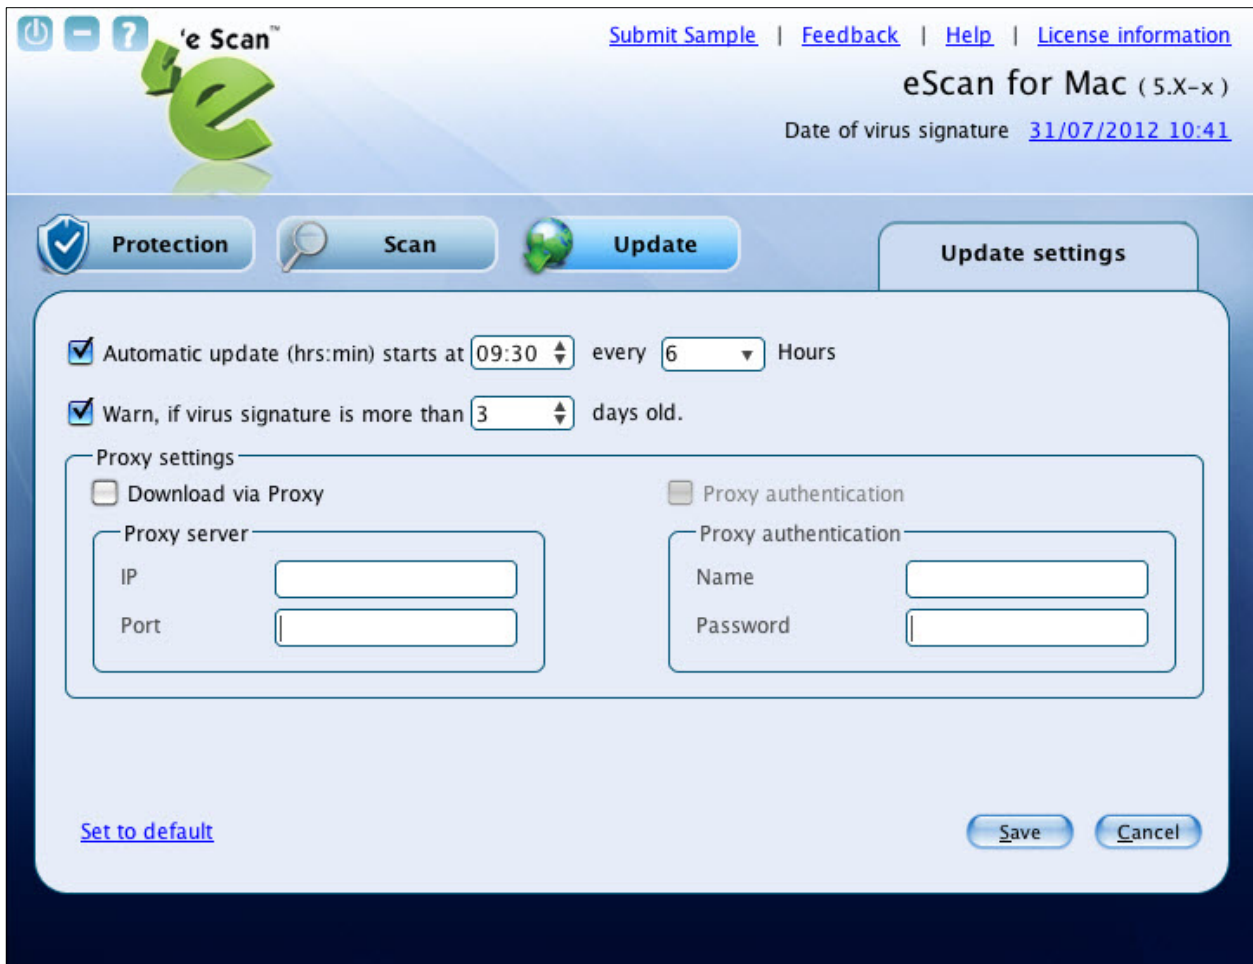 'e Scan™
Submit Sample | Feedback | Help | License information
eScan for Mac ( 5.X-x )
Date of virus signature 31/07/2012 10:41
Protection Scan Update Update settings
Automatic update (hrs:min) starts at 09:30 every 6 Hours
Warn, if virus signature is more than 3 days old.
Proxy settings
Download via Proxy Proxy authentication
Proxy server Proxy authentication
IP Name
Port Password
Set to default Save Cancel